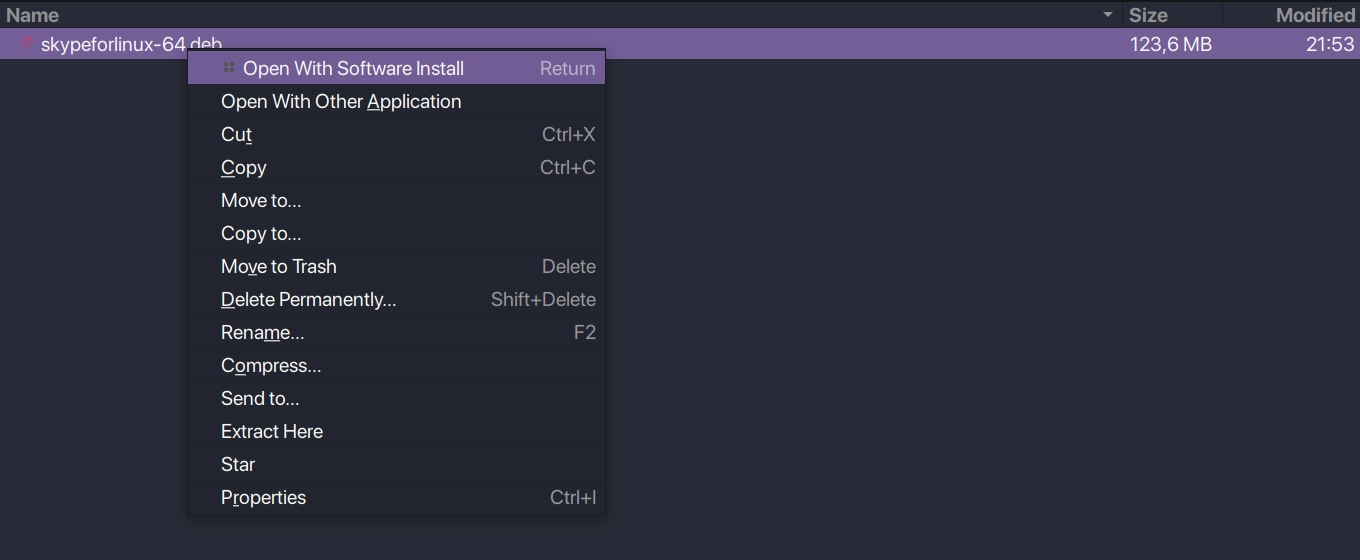 Name Size Modified
skypeforlinux-64.deb 123,6 MB 21:53
Open With Software Install Return
Open With Other Application
Cut Ctrl+X
Copy Ctrl+C
Move to...
Copy to...
Move to Trash Delete
Delete Permanently... Shift+Delete
Rename... F2
Compress...
Send to...
Extract Here
Star
Properties Ctrl+I